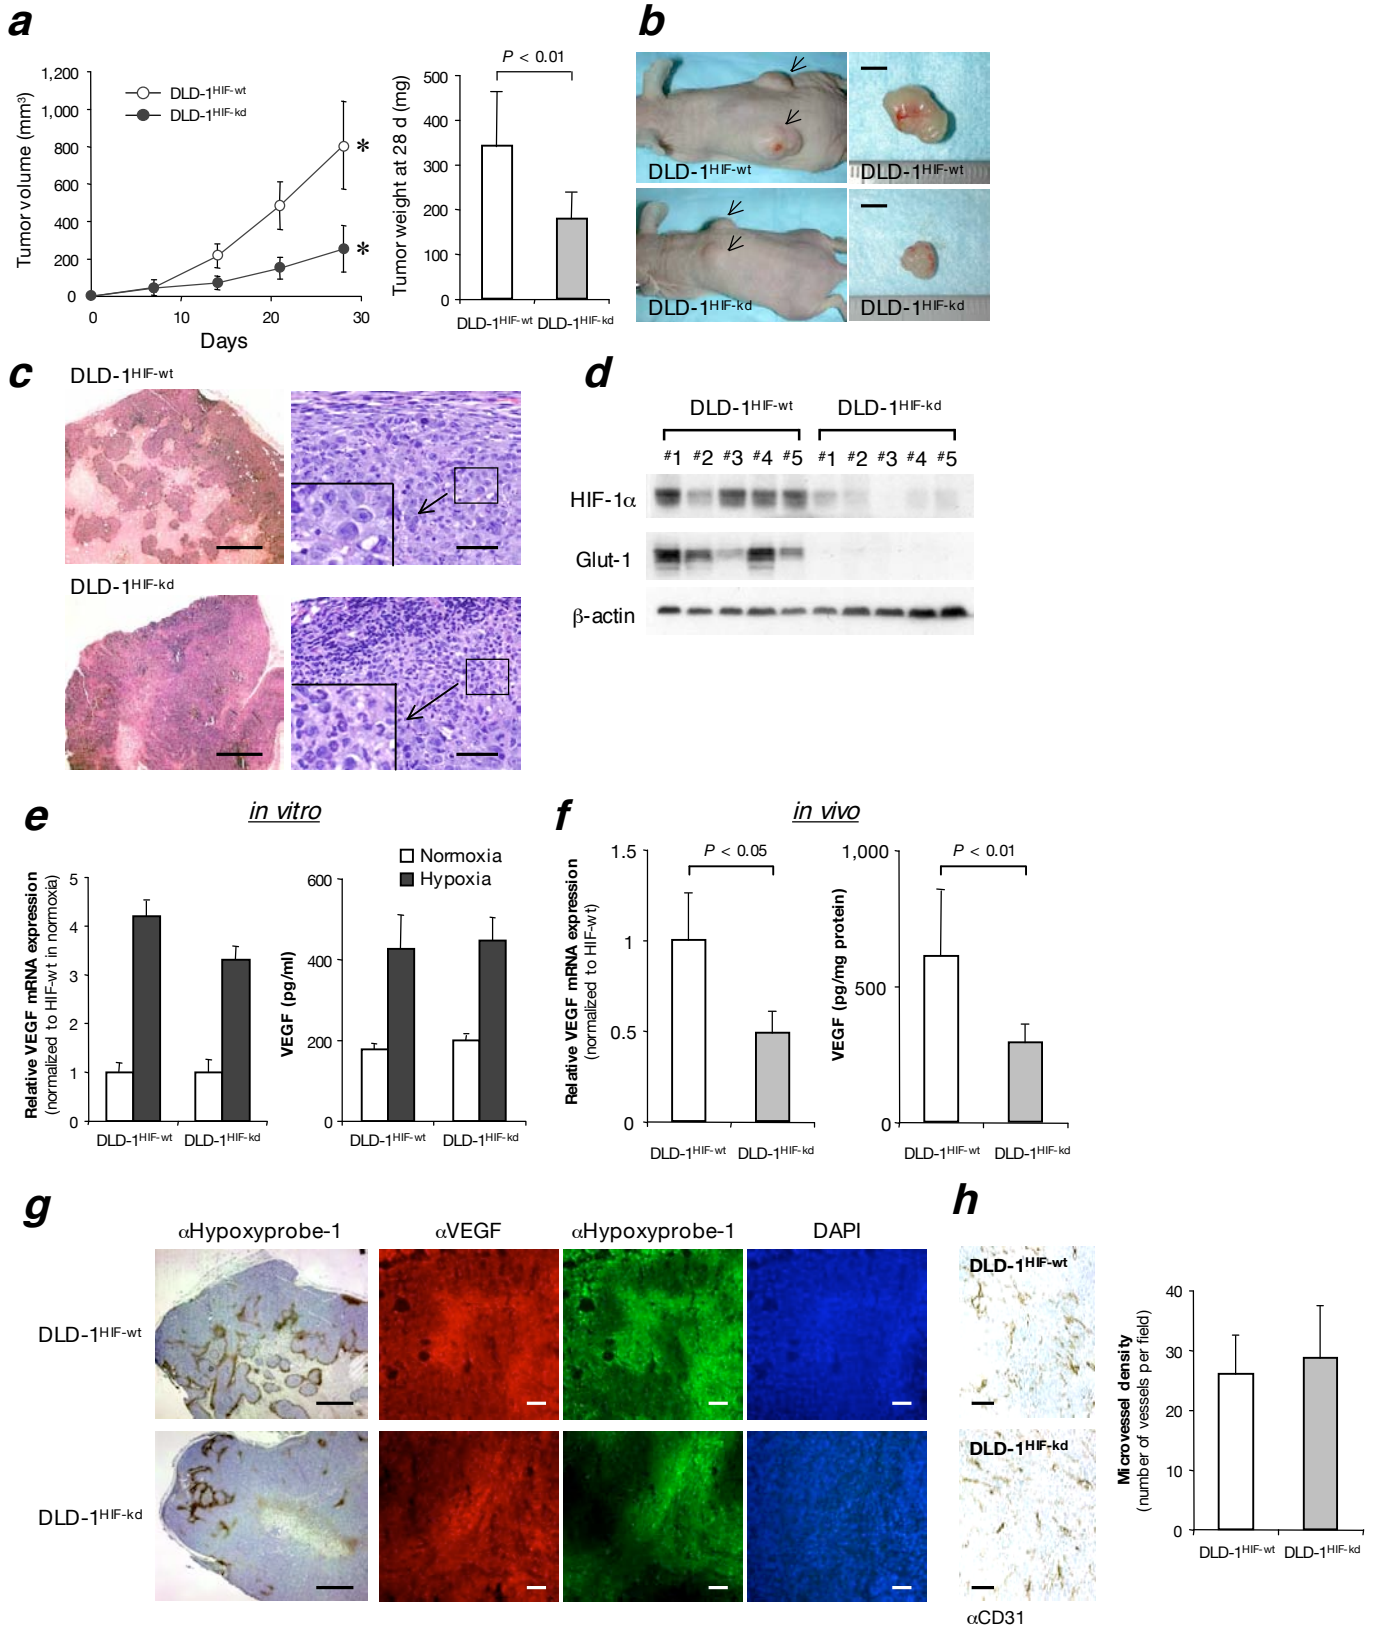 a
Tumor volume (mm³)
1,200
1,000
800
600
400
200
0
0 10 20 30
Days
DLD-1HIF-wt
DLD-1HIF-kd
*
*
Tumor weight at 28 d (mg)
500
400
300
200
100
0
P < 0.01
DLD-1HIF-wt DLD-1HIF-kd
b
DLD-1HIF-wt
DLD-1HIF-wt
DLD-1HIF-kd
DLD-1HIF-kd
c
DLD-1HIF-wt
DLD-1HIF-kd
d
DLD-1HIF-wt DLD-1HIF-kd
#1 #2 #3 #4 #5 #1 #2 #3 #4 #5
HIF-1α
Glut-1
β-actin
e
in vitro
Relative VEGF mRNA expression
(normalized to HIF-wt in normoxia)
5
4
3
2
1
0
DLD-1HIF-wt DLD-1HIF-kd
Normoxia
Hypoxia
VEGF (pg/ml)
600
400
200
0
DLD-1HIF-wt DLD-1HIF-kd
f
in vivo
Relative VEGF mRNA expression
(normalized to HIF-wt)
1.5
1
0.5
0
P < 0.05
DLD-1HIF-wt DLD-1HIF-kd
VEGF (pg/mg protein)
1,000
500
0
P < 0.01
DLD-1HIF-wt DLD-1HIF-kd
g
αHypoxyprobe-1 αVEGF αHypoxyprobe-1 DAPI
DLD-1HIF-wt
DLD-1HIF-kd
h
DLD-1HIF-wt
DLD-1HIF-kd
αCD31
Microvessel density
(number of vessels per field)
40
30
20
10
0
DLD-1HIF-wt DLD-1HIF-kd